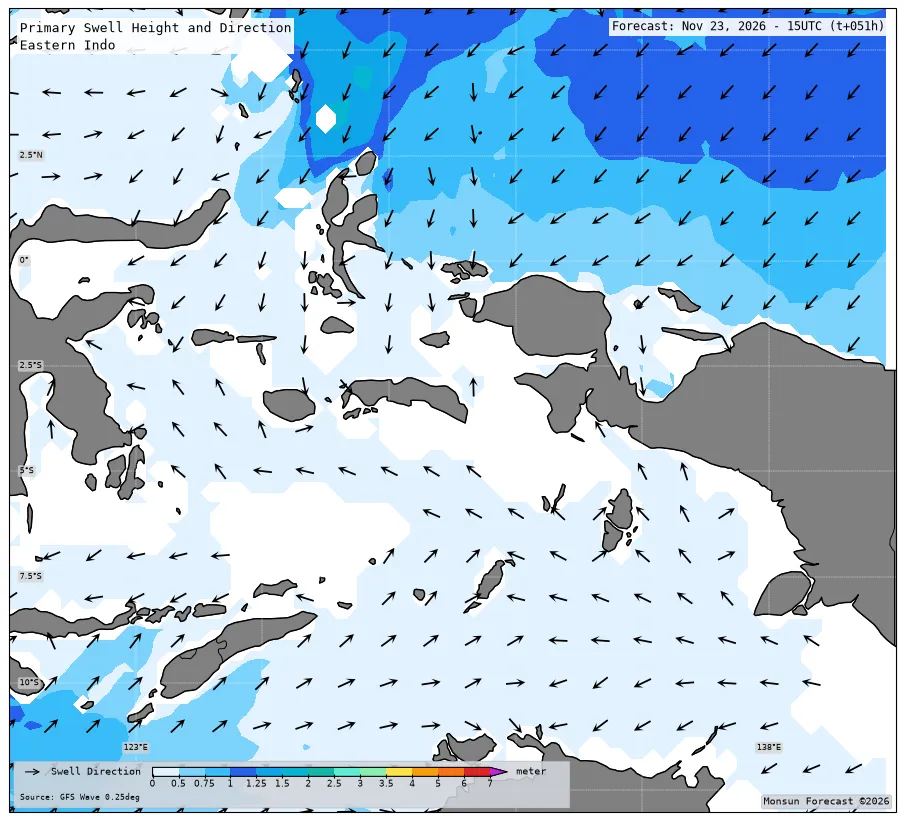 Primary Swell Height and Direction
Eastern Indo
Forecast: Nov 23, 2026 - 15UTC (t+051h)
2.5°N
0°
2.5°S
5°S
7.5°S
10°S
123°E
138°E
Swell Direction
0 0.5 0.75 1 1.25 1.5 1.75 2 2.5 3 3.5 4 5 6 7
meter
Source: GFS Wave 0.25deg
Monsun Forecast ©2026